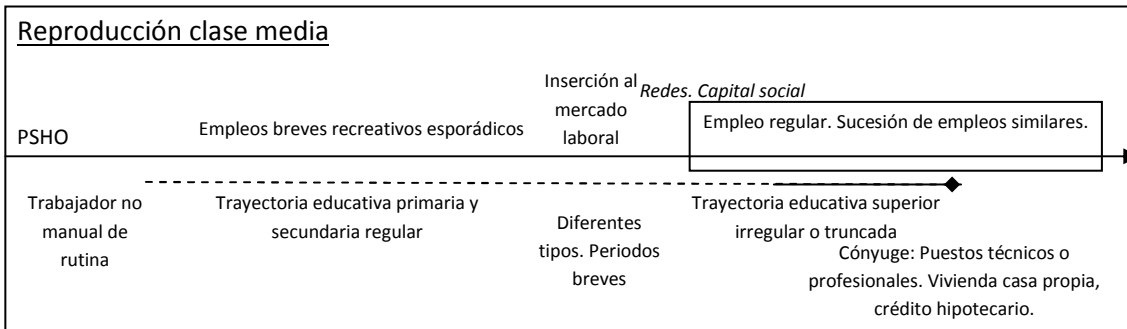 Reproducción clase media
Inserción al
mercado
laboral
Redes. Capital social
PSHO
Empleos breves recreativos esporádicos
Empleo regular. Sucesión de empleos similares.
Trabajador no
manual de
rutina
Trayectoria educativa primaria y
secundaria regular
Diferentes
tipos. Periodos
breves
Trayectoria educativa superior
irregular o truncada
Cónyuge: Puestos técnicos o
profesionales. Vivienda casa propia,
crédito hipotecario.